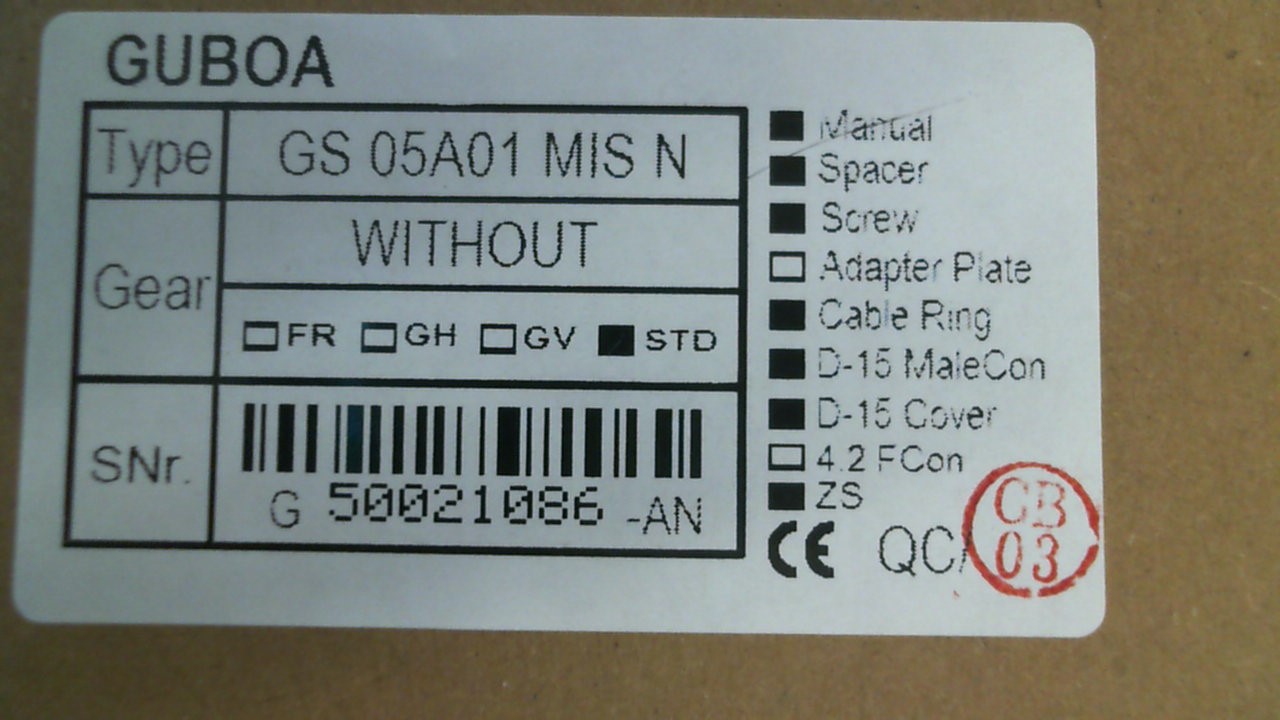 GUBOA
Type GS 05A01 MIS N
Gear WITHOUT
FR GH GV STD
SNr. G 50021086 -AN
Manual
Spacer
Screw
Adapter Plate
Cable Ring
D-15 MaleCon
D-15 Cover
4.2 FCon
ZS
CE QC/
CB
03